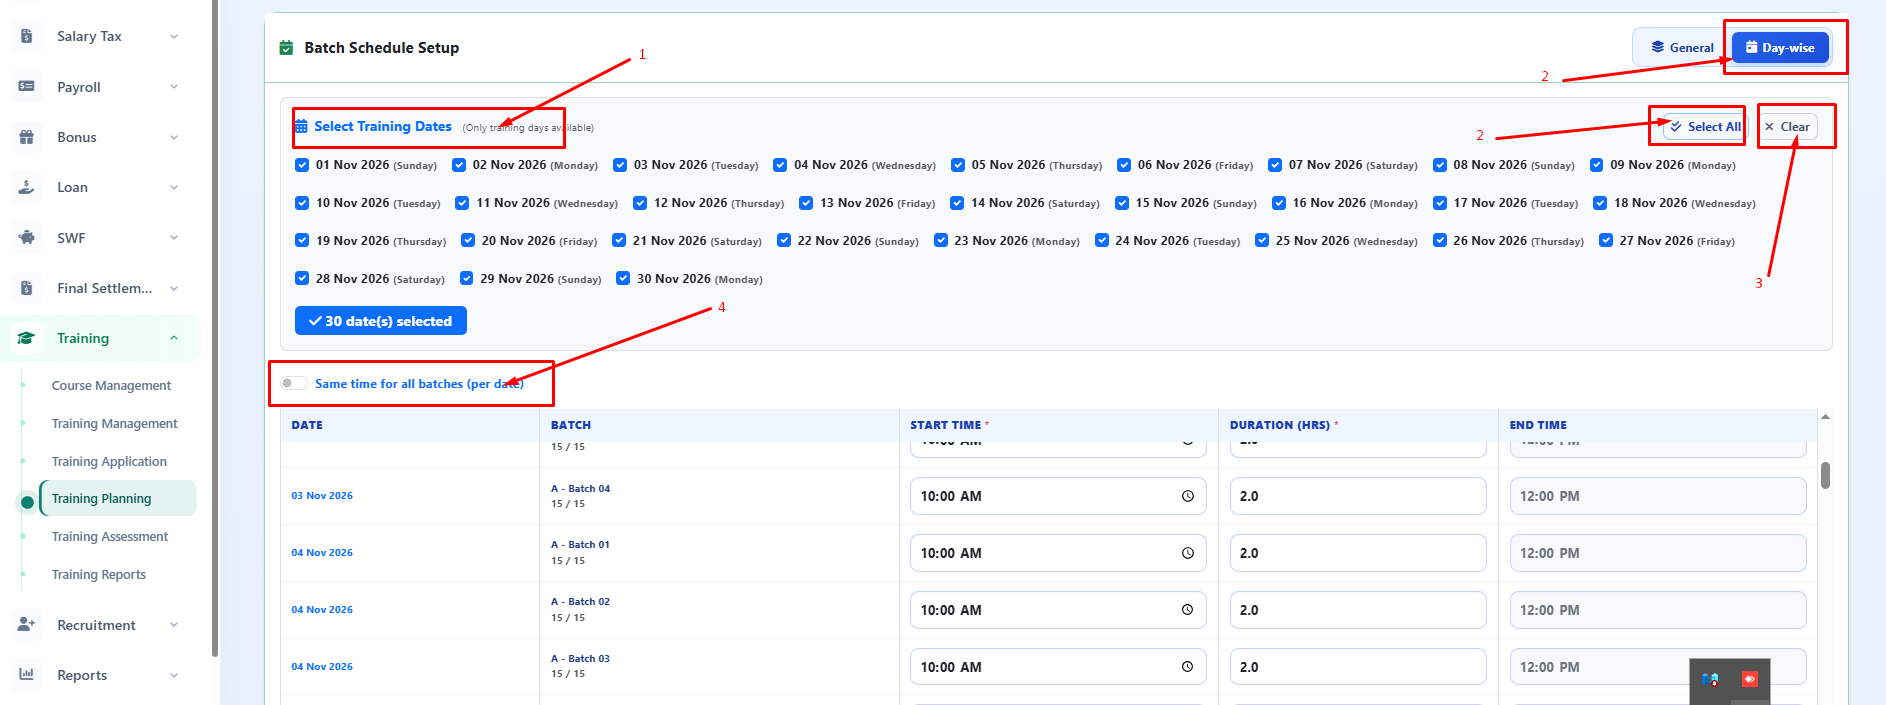 Salary Tax
Payroll
Bonus
Loan
SWF
Final Settlem...
Training
Course Management
Training Management
Training Application
Training Planning
Training Assessment
Training Reports
Recruitment
Reports
Batch Schedule Setup
General
Day-wise
1
2
Select Training Dates (Only training days available)
2
Select All
Clear
01 Nov 2026 (Sunday) 02 Nov 2026 (Monday) 03 Nov 2026 (Tuesday) 04 Nov 2026 (Wednesday) 05 Nov 2026 (Thursday) 06 Nov 2026 (Friday) 07 Nov 2026 (Saturday) 08 Nov 2026 (Sunday) 09 Nov 2026 (Monday)
10 Nov 2026 (Tuesday) 11 Nov 2026 (Wednesday) 12 Nov 2026 (Thursday) 13 Nov 2026 (Friday) 14 Nov 2026 (Saturday) 15 Nov 2026 (Sunday) 16 Nov 2026 (Monday) 17 Nov 2026 (Tuesday) 18 Nov 2026 (Wednesday)
19 Nov 2026 (Thursday) 20 Nov 2026 (Friday) 21 Nov 2026 (Saturday) 22 Nov 2026 (Sunday) 23 Nov 2026 (Monday) 24 Nov 2026 (Tuesday) 25 Nov 2026 (Wednesday) 26 Nov 2026 (Thursday) 27 Nov 2026 (Friday)
28 Nov 2026 (Saturday) 29 Nov 2026 (Sunday) 30 Nov 2026 (Monday)
3
30 date(s) selected
4
Same time for all batches (per date)
DATE BATCH START TIME * DURATION (HRS) * END TIME
15 / 15 10:00 AM 2.0 12:00 PM
03 Nov 2026 A - Batch 04 10:00 AM 2.0 12:00 PM
15 / 15
04 Nov 2026 A - Batch 01 10:00 AM 2.0 12:00 PM
15 / 15
04 Nov 2026 A - Batch 02 10:00 AM 2.0 12:00 PM
15 / 15
04 Nov 2026 A - Batch 03 10:00 AM 2.0 12:00 PM
15 / 15